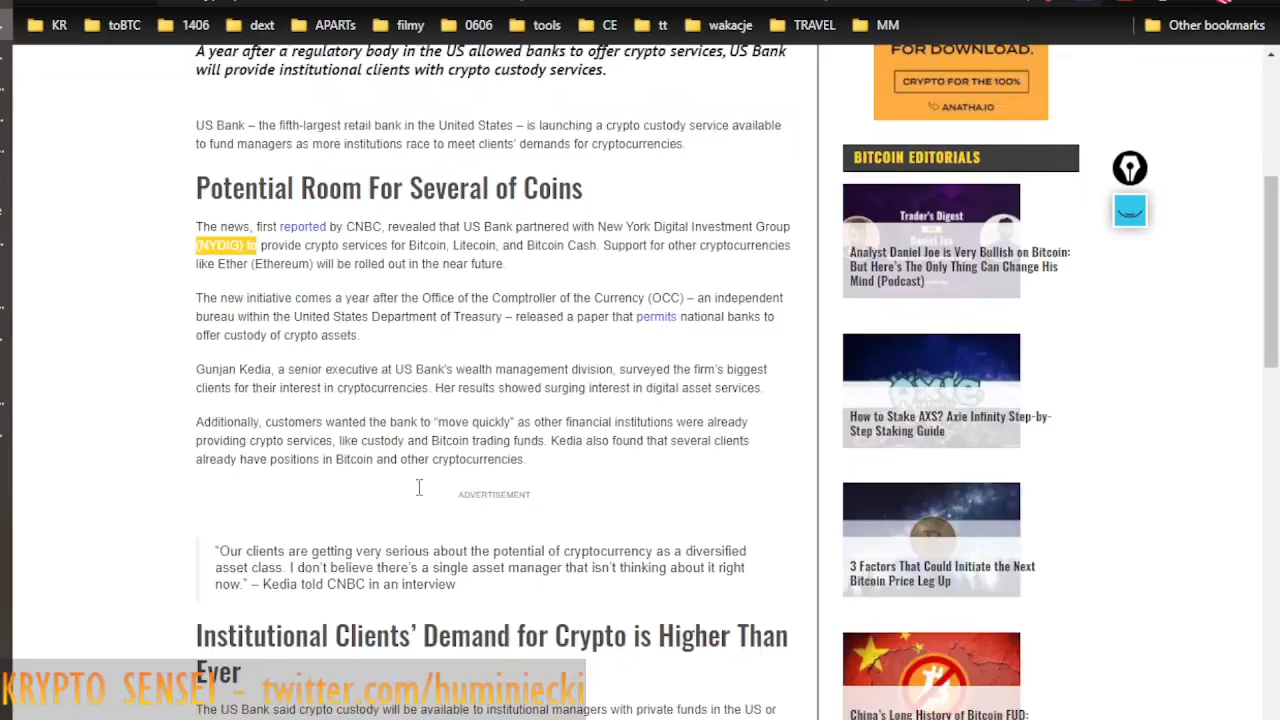 KR toBTC 1406 dext APARTs filmy 0606 tools CE tt wakacje TRAVEL MM Other bookmarks
A year after a regulatory body in the US allowed banks to offer crypto services, US Bank
will provide institutional clients with crypto custody services.
US Bank – the fifth-largest retail bank in the United States – is launching a crypto custody service available
to fund managers as more institutions race to meet clients' demands for cryptocurrencies.
Potential Room For Several of Coins
The news, first reported by CNBC, revealed that US Bank partnered with New York Digital Investment Group
(NYDIG) to provide crypto services for Bitcoin, Litecoin, and Bitcoin Cash. Support for other cryptocurrencies
like Ether (Ethereum) will be rolled out in the near future.
The new initiative comes a year after the Office of the Comptroller of the Currency (OCC) – an independent
bureau within the United States Department of Treasury – released a paper that permits national banks to
offer custody of crypto assets.
Gunjan Kedia, a senior executive at US Bank's wealth management division, surveyed the firm's biggest
clients for their interest in cryptocurrencies. Her results showed surging interest in digital asset services.
Additionally, customers wanted the bank to "move quickly" as other financial institutions were already
providing crypto services, like custody and Bitcoin trading funds. Kedia also found that several clients
already have positions in Bitcoin and other cryptocurrencies.
ADVERTISEMENT
"Our clients are getting very serious about the potential of cryptocurrency as a diversified
asset class. I don't believe there's a single asset manager that isn't thinking about it right
now." – Kedia told CNBC in an interview
Institutional Clients' Demand for Crypto is Higher Than
Ever
The US Bank said crypto custody will be available to institutional managers with private funds in the US or
KRYPTO SENSEI - twitter.com/huminiecki
FOR DOWNLOAD.
CRYPTO FOR THE 100%
ANATHA.IO
BITCOIN EDITORIALS
Trader's Digest
Daniel Joe
Analyst Daniel Joe is Very Bullish on Bitcoin:
But Here's The Only Thing Can Change His
Mind (Podcast)
Axie
How to Stake AXS? Axie Infinity Step-by-
Step Staking Guide
3 Factors That Could Initiate the Next
Bitcoin Price Leg Up
China's Long History of Bitcoin FUD: